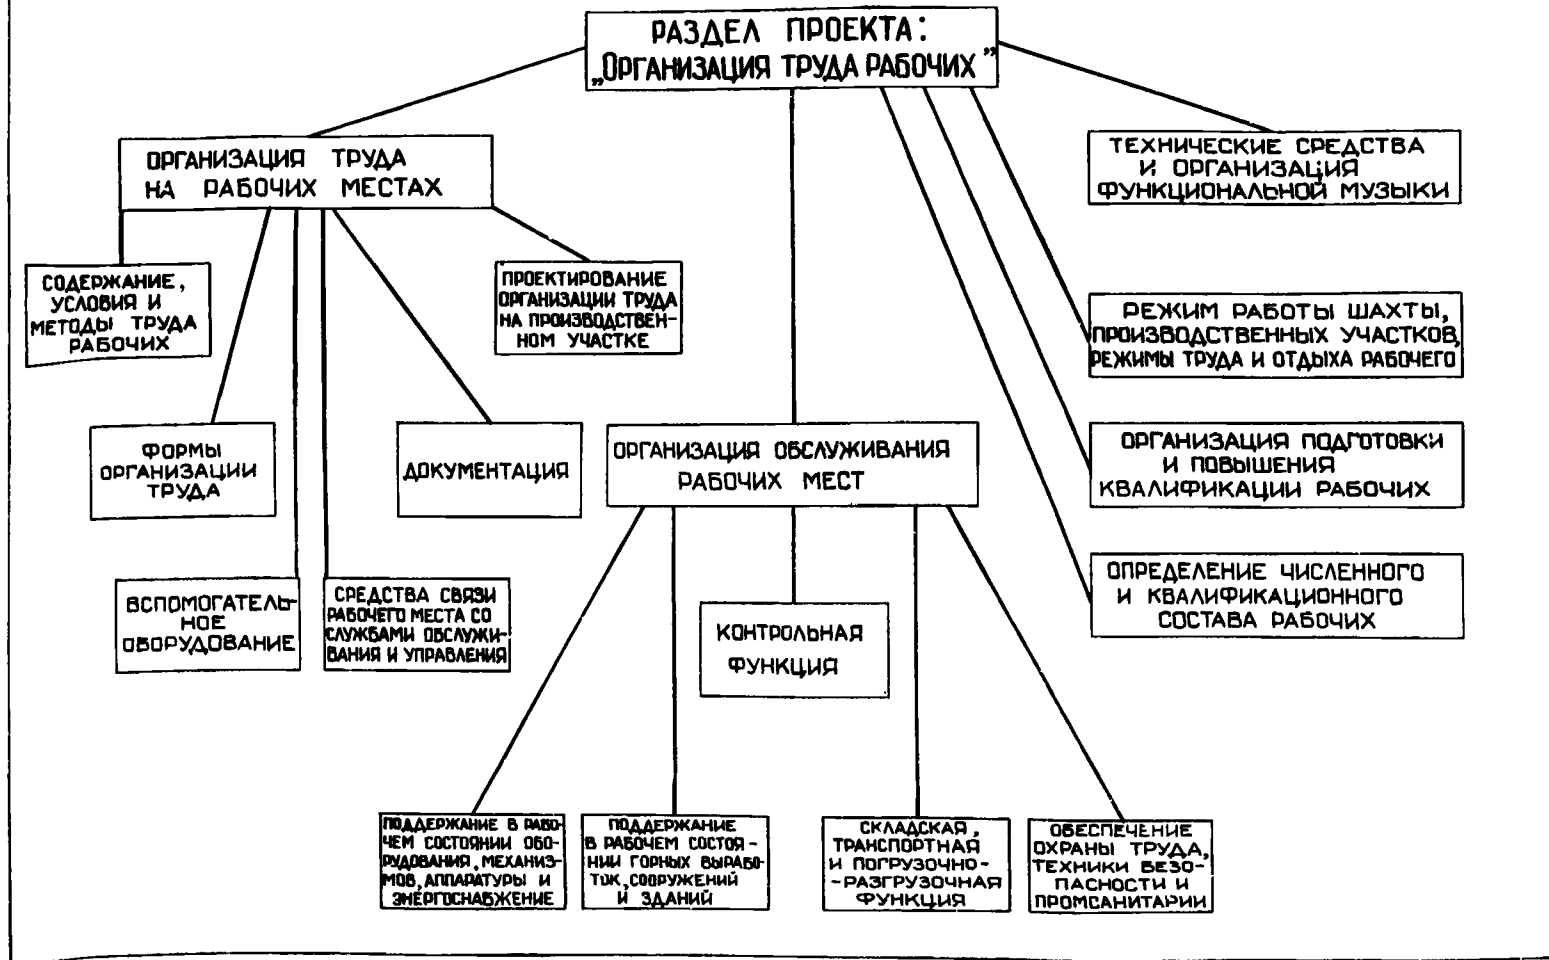 РАЗДЕЛ ПРОЕКТА:
„ОРГАНИЗАЦИЯ ТРУДА РАБОЧИХ"
ОРГАНИЗАЦИЯ ТРУДА
НА РАБОЧИХ МЕСТАХ
ТЕХНИЧЕСКИЕ СРЕДСТВА
И ОРГАНИЗАЦИЯ
ФУНКЦИОНАЛЬНОЙ МУЗЫКИ
СОДЕРЖАНИЕ,
УСЛОВИЯ И
МЕТОДЫ ТРУДА
РАБОЧИХ
ПРОЕКТИРОВАНИЕ
ОРГАНИЗАЦИИ ТРУДА
НА ПРОИЗВОДСТВЕН-
НОМ УЧАСТКЕ
РЕЖИМ РАБОТЫ ШАХТЫ,
ПРОИЗВОДСТВЕННЫХ УЧАСТКОВ,
РЕЖИМЫ ТРУДА И ОТДЫХА РАБОЧЕГО
ФОРМЫ
ОРГАНИЗАЦИИ
ТРУДА
ДОКУМЕНТАЦИЯ
ОРГАНИЗАЦИЯ ОБСЛУЖИВАНИЯ
РАБОЧИХ МЕСТ
ОРГАНИЗАЦИЯ ПОДГОТОВКИ
И ПОВЫШЕНИЯ
КВАЛИФИКАЦИИ РАБОЧИХ
ВСПОМОГАТЕЛЬ-
НОЕ
ОБОРУДОВАНИЕ
СРЕДСТВА СВЯЗИ
РАБОЧЕГО МЕСТА СО
СЛУЖБАМИ ОБСЛУЖИ-
ВАНИЯ И УПРАВЛЕНИЯ
КОНТРОЛЬНАЯ
ФУНКЦИЯ
ОПРЕДЕЛЕНИЕ ЧИСЛЕННОГО
И КВАЛИФИКАЦИОННОГО
СОСТАВА РАБОЧИХ
ПОДДЕРЖАНИЕ В РАБО-
ЧЕМ СОСТОЯНИИ ОБО-
РУДОВАНИЯ, МЕХАНИЗ-
МОВ, АППАРАТУРЫ И
ЭНЕРГОСНАБЖЕНИЕ
ПОДДЕРЖАНИЕ
В РАБОЧЕМ СОСТОЯ-
НИИ ГОРНЫХ ВЫРАБО-
ТОК, СООРУЖЕНИЙ
И ЗДАНИЙ
СКЛАДСКАЯ,
ТРАНСПОРТНАЯ
И ПОГРУЗОЧНО-
-РАЗГРУЗОЧНАЯ
ФУНКЦИЯ
ОБЕСПЕЧЕНИЕ
ОХРАНЫ ТРУДА,
ТЕХНИКИ БЕЗО-
ПАСНОСТИ И
ПРОМСАНИТАРИИ